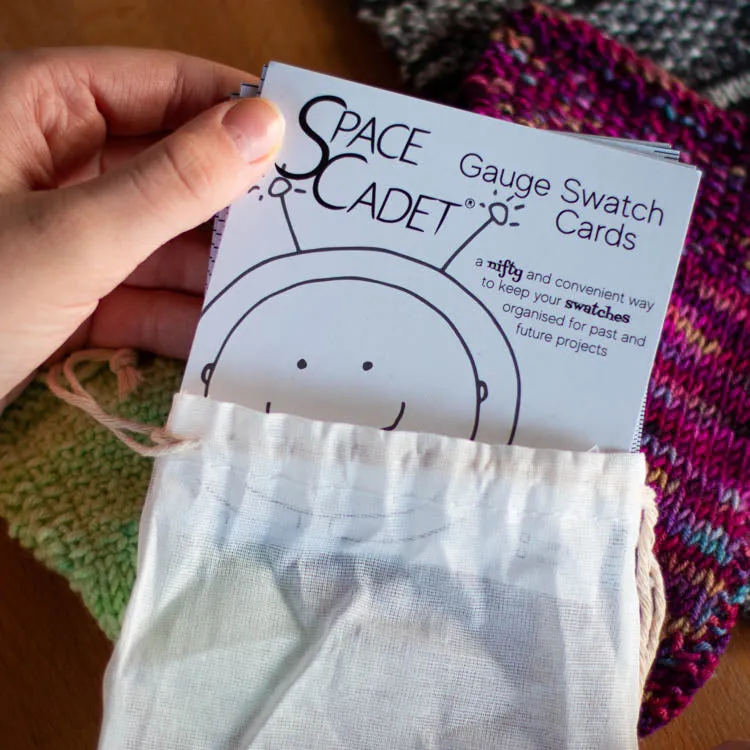 SPACE
CADET®
Gauge Swatch
Cards
a nifty and convenient way
to keep your swatches
organised for past and
future projects